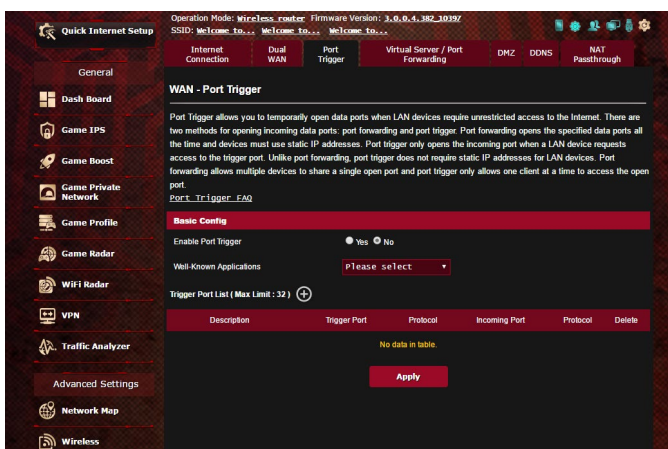 Quick Internet Setup
Operation Mode: Wireless router Firmware Version: 3.0.0.4.382_10397
SSID: Welcome to... Welcome to... Welcome to...
Internet Connection
Dual WAN
Port Trigger
Virtual Server / Port Forwarding
DMZ
DDNS
NAT Passthrough
General
Dash Board
Game IPS
Game Boost
Game Private Network
Game Profile
Game Radar
WiFi Radar
VPN
Traffic Analyzer
Advanced Settings
Network Map
Wireless
WAN - Port Trigger
Port Trigger allows you to temporarily open data ports when LAN devices require unrestricted access to the Internet. There are
two methods for opening incoming data ports: port forwarding and port trigger. Port forwarding opens the specified data ports all
the time and devices must use static IP addresses. Port trigger only opens the incoming port when a LAN device requests
access to the trigger port. Unlike port forwarding, port trigger does not require static IP addresses for LAN devices. Port
forwarding allows multiple devices to share a single open port and port trigger only allows one client at a time to access the open
port.
Port Trigger FAQ
Basic Config
Enable Port Trigger Yes No
Well-Known Applications Please select
Trigger Port List ( Max Limit : 32 )
Description Trigger Port Protocol Incoming Port Protocol Delete
No data in table.
Apply